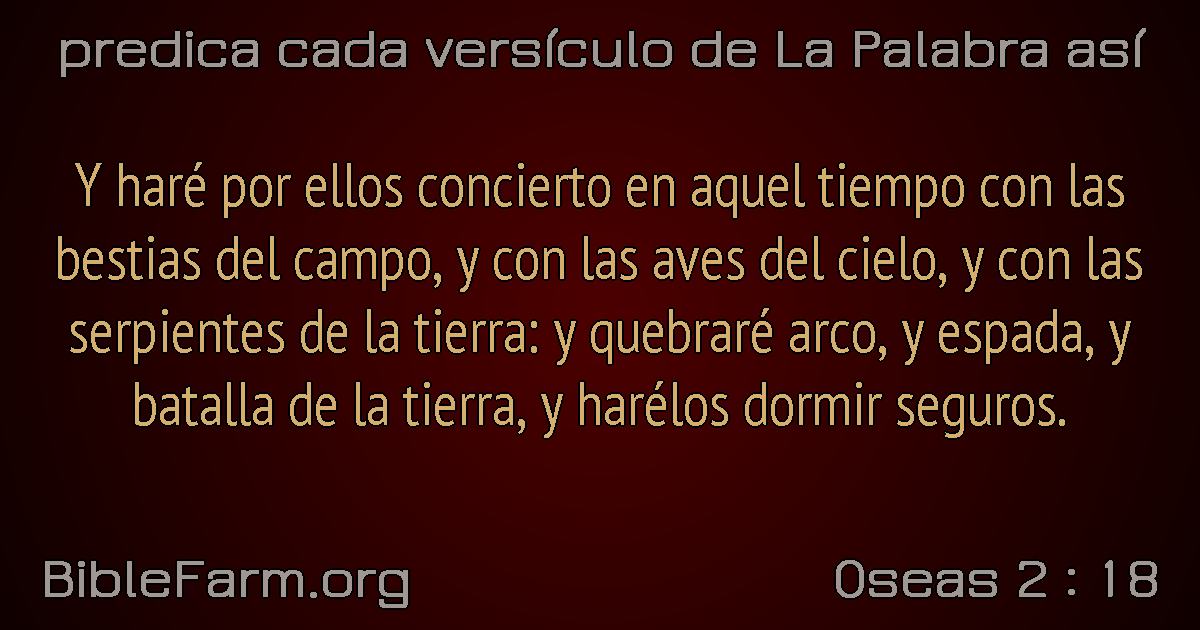 predica cada versículo de La Palabra así
Y haré por ellos concierto en aquel tiempo con las
bestias del campo, y con las aves del cielo, y con las
serpientes de la tierra: y quebraré arco, y espada, y
batalla de la tierra, y harélos dormir seguros.
BibleFarm.org
Oseas 2 : 18